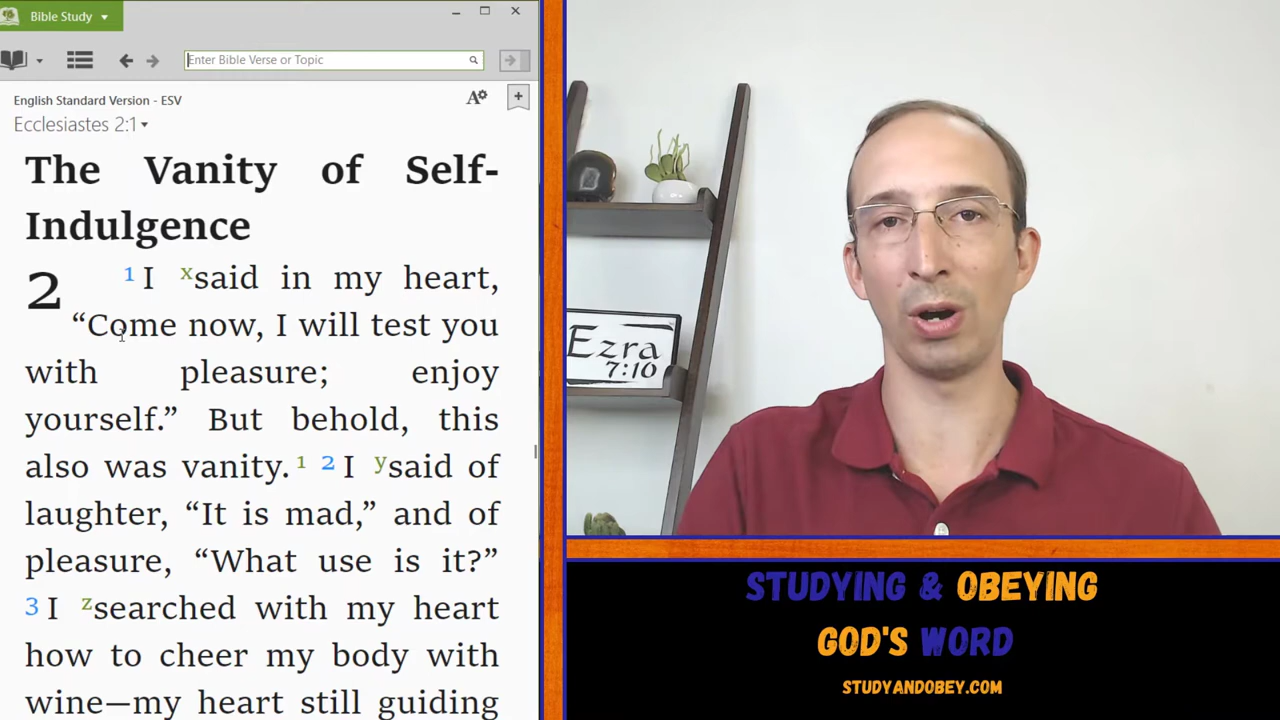 Bible Study
Enter Bible Verse or Topic
English Standard Version - ESV
Ecclesiastes 2:1
The Vanity of Self-
Indulgence
2 1 I x said in my heart,
“Come now, I will test you
with pleasure; enjoy
yourself.” But behold, this
also was vanity. 1 2 I y said of
laughter, “It is mad,” and of
pleasure, “What use is it?”
3 I z searched with my heart
how to cheer my body with
wine—my heart still guiding
Ezra
7:10
STUDYING & OBEYING
GOD'S WORD
STUDYANDOBEY.COM